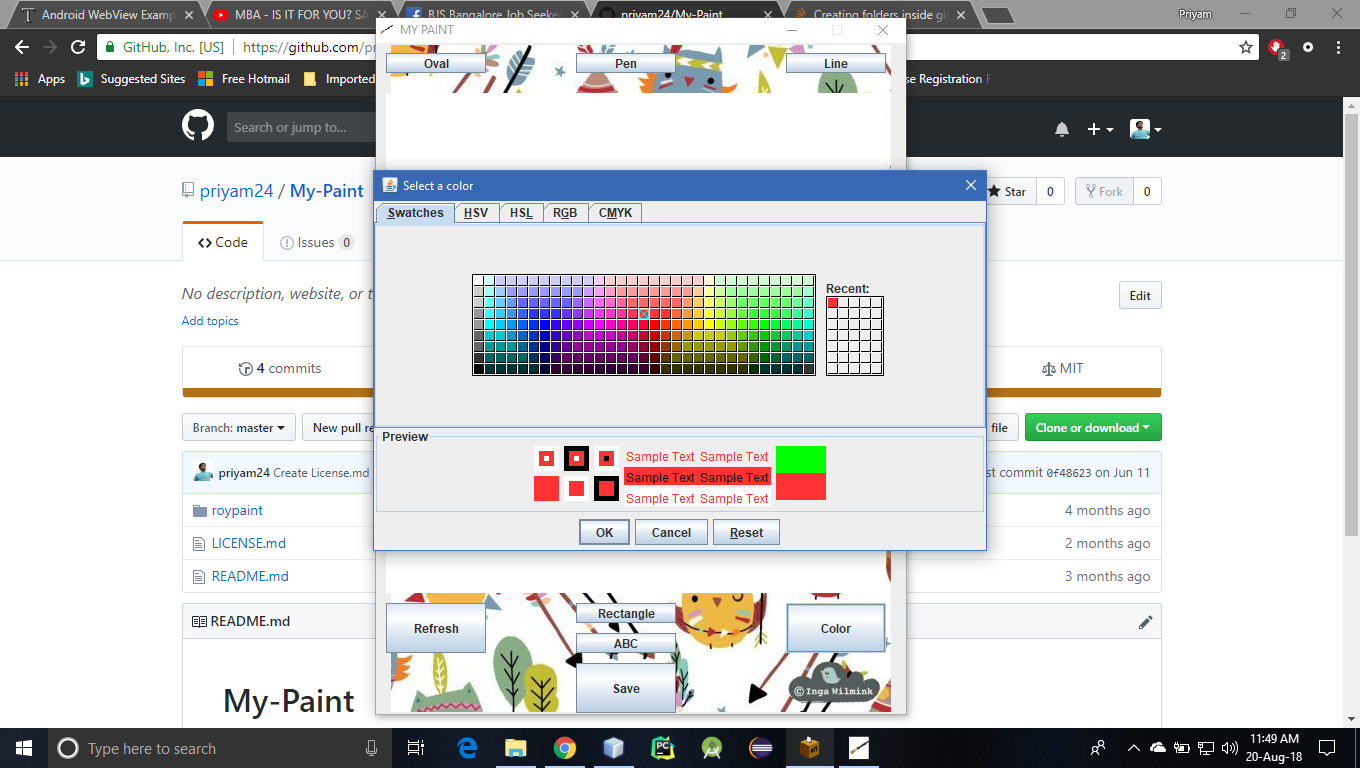 Android WebView Examp
MBA - IS IT FOR YOU? SA
BJS Bangalore Job Seeker
priyam24/My-Paint
Creating folders inside gi
Priyam
MY PAINT
GitHub, Inc. [US]
https://github.com/pr
2
Apps
Suggested Sites
Free Hotmail
Imported
se Registration F
Oval
Pen
Line
Search or jump to...
priyam24 / My-Paint
Star
0
Fork
0
Select a color
Swatches
HSV
HSL
RGB
CMYK
Code
Issues 0
Recent:
No description, website, or t
Edit
Add topics
4 commits
MIT
Branch: master
New pull re
file
Clone or download
Preview
Sample Text Sample Text
Sample Text Sample Text
Sample Text Sample Text
priyam24 Create License.md
st commit 0f48623 on Jun 11
roypaint
4 months ago
OK
Cancel
Reset
LICENSE.md
2 months ago
README.md
3 months ago
README.md
Refresh
Rectangle
Color
ABC
Save
© Inga Wilmink
My-Paint
Type here to search
PC
11:49 AM
20-Aug-18